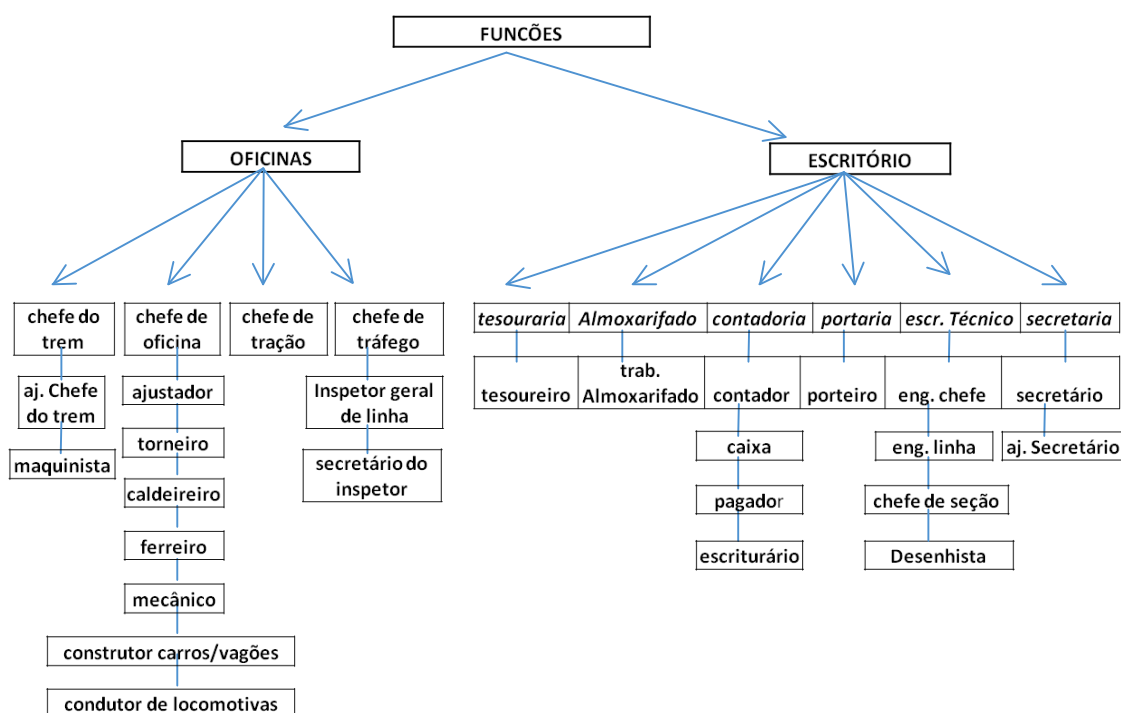 FUNCÕES
OFICINAS
ESCRITÓRIO
chefe do
trem
chefe de
oficina
chefe de
tração
chefe de
tráfego
tesouraria
Almoxarifado
contadoria
portaria
escr. Técnico
secretaria
aj. Chefe
do trem
maquinista
ajustador
torneiro
caldeireiro
ferreiro
mecânico
construtor carros/vagões
condutor de locomotivas
Inspetor geral
de linha
secretário do
inspetor
tesoureiro
trab.
Almoxarifado
contador
caixa
pagador
escriturário
porteiro
eng. chefe
eng. linha
chefe de seção
Desenhista
secretário
aj. Secretário